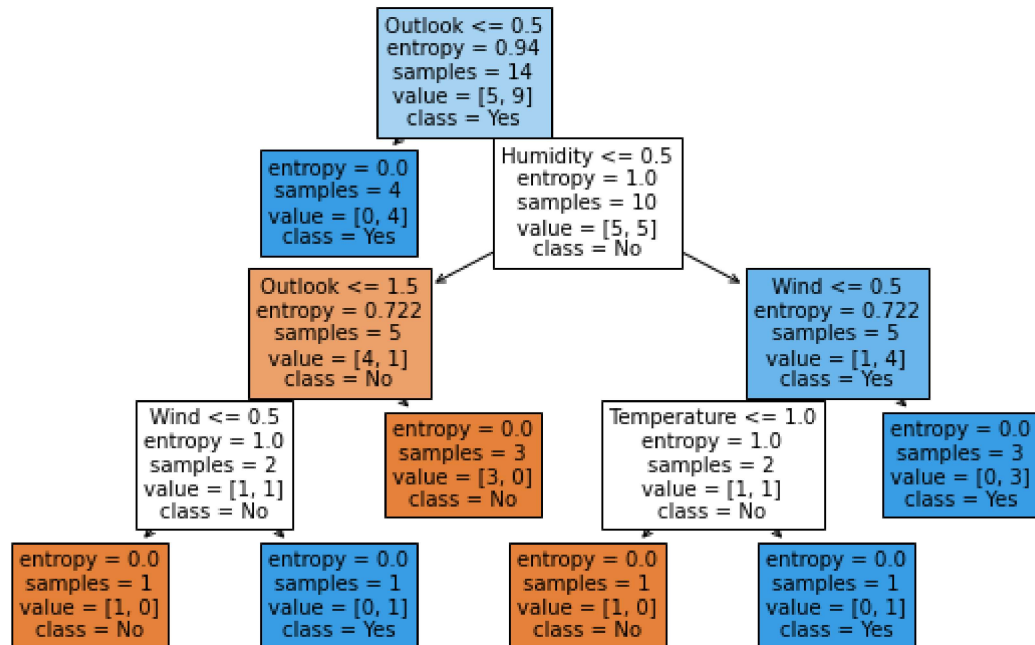 Outlook <= 0.5
entropy = 0.94
samples = 14
value = [5, 9]
class = Yes
entropy = 0.0
samples = 4
value = [0, 4]
class = Yes
Humidity <= 0.5
entropy = 1.0
samples = 10
value = [5, 5]
class = No
Outlook <= 1.5
entropy = 0.722
samples = 5
value = [4, 1]
class = No
Wind <= 0.5
entropy = 0.722
samples = 5
value = [1, 4]
class = Yes
Wind <= 0.5
entropy = 1.0
samples = 2
value = [1, 1]
class = No
entropy = 0.0
samples = 3
value = [3, 0]
class = No
Temperature <= 1.0
entropy = 1.0
samples = 2
value = [1, 1]
class = No
entropy = 0.0
samples = 3
value = [0, 3]
class = Yes
entropy = 0.0
samples = 1
value = [1, 0]
class = No
entropy = 0.0
samples = 1
value = [0, 1]
class = Yes
entropy = 0.0
samples = 1
value = [1, 0]
class = No
entropy = 0.0
samples = 1
value = [0, 1]
class = Yes